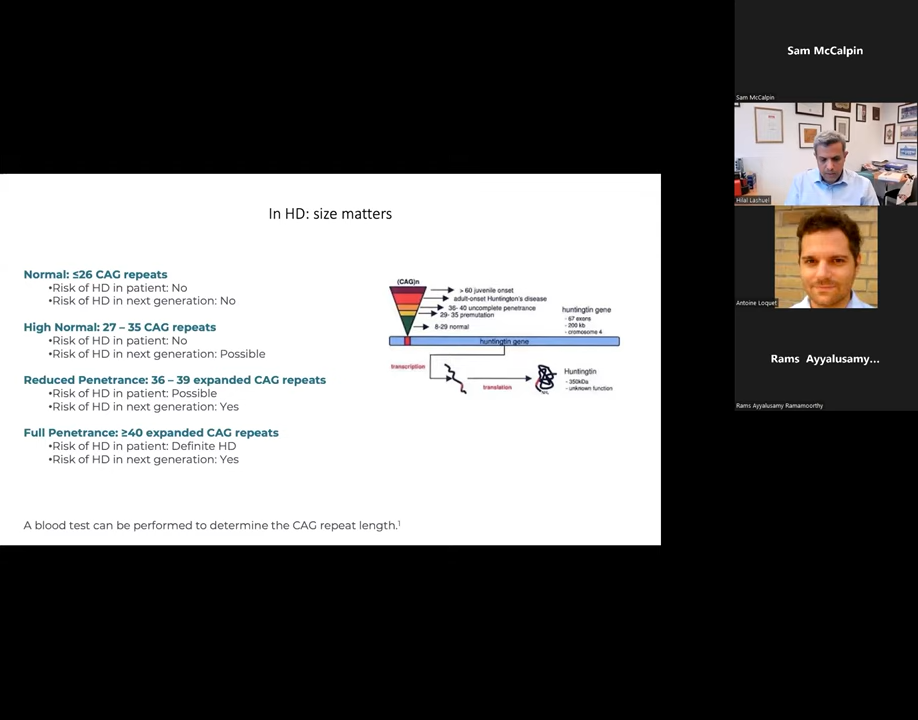 In HD: size matters
Normal: ≤26 CAG repeats
•Risk of HD in patient: No
•Risk of HD in next generation: No
High Normal: 27 – 35 CAG repeats
•Risk of HD in patient: No
•Risk of HD in next generation: Possible
Reduced Penetrance: 36 – 39 expanded CAG repeats
•Risk of HD in patient: Possible
•Risk of HD in next generation: Yes
Full Penetrance: ≥40 expanded CAG repeats
•Risk of HD in patient: Definite HD
•Risk of HD in next generation: Yes
A blood test can be performed to determine the CAG repeat length.¹
(CAG)n
> 60 juvenile onset
adult-onset Huntington's disease
36- 40 uncomplete penetrance
29- 35 premutation
8-29 normal
huntingtin gene
- 67 exons
- 200 kb
- chromosome 4
huntingtin gene
transcription
translation
Huntingtin
- 350kDa
- unknown function
Sam McCalpin
Sam McCalpin
Hilal Lashuel
Antoine Loquet
Rams Ayyalusamy...
Rams Ayyalusamy Ramamoorthy